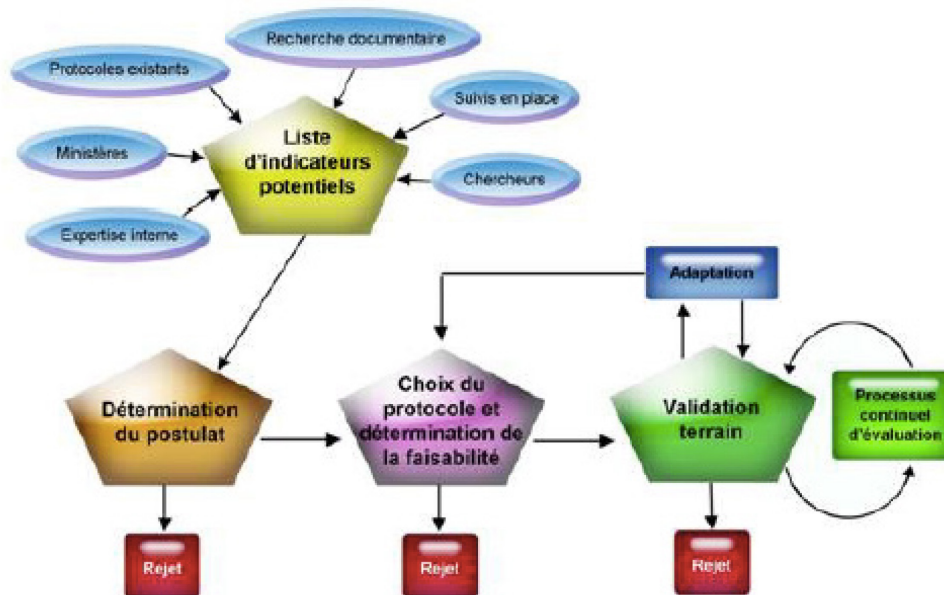 Recherche documentaire
Protocoles existants
Suivis en place
Liste
d'indicateurs
potentiels
Ministères
Chercheurs
Expertise interne
Adaptation
Détermination
du postulat
Choix du
protocole et
détermination de
la faisabilité
Validation
terrain
Processus
continuel
d'évaluation
Rejet
Rejet
Rejet